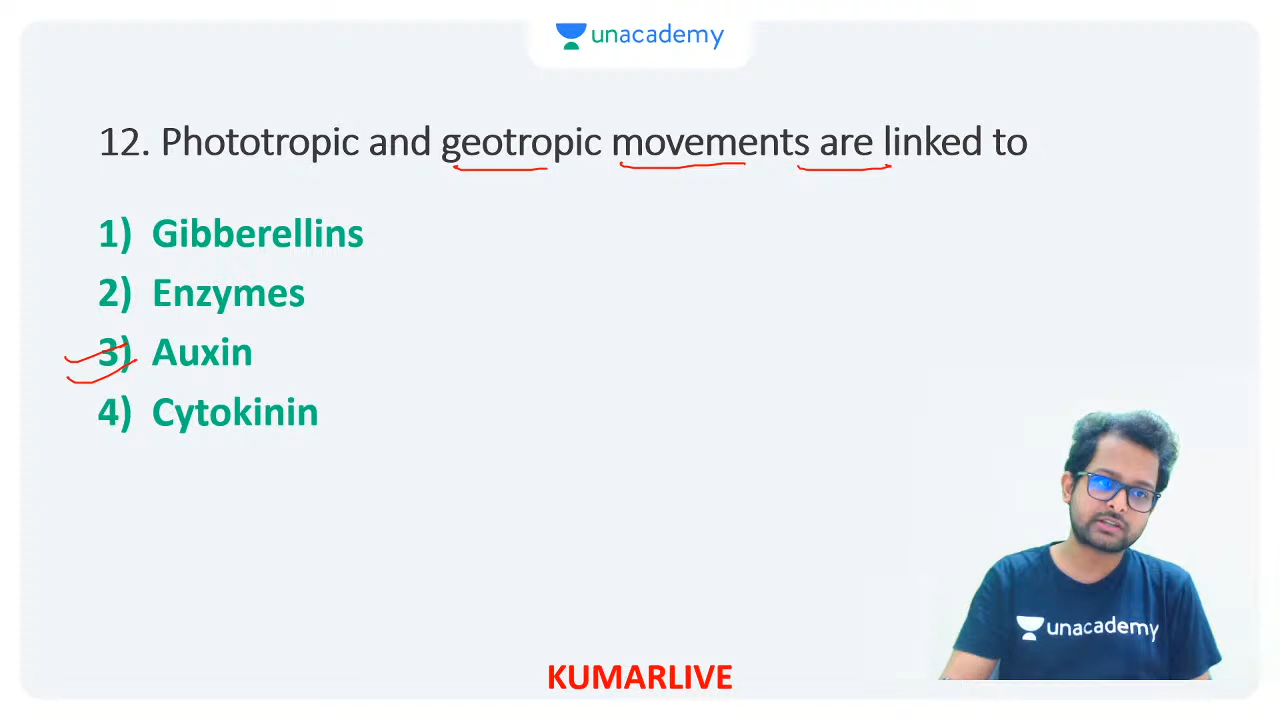 unacademy
12. Phototropic and geotropic movements are linked to
1) Gibberellins
2) Enzymes
3) Auxin
4) Cytokinin
unacademy
KUMARLIVE